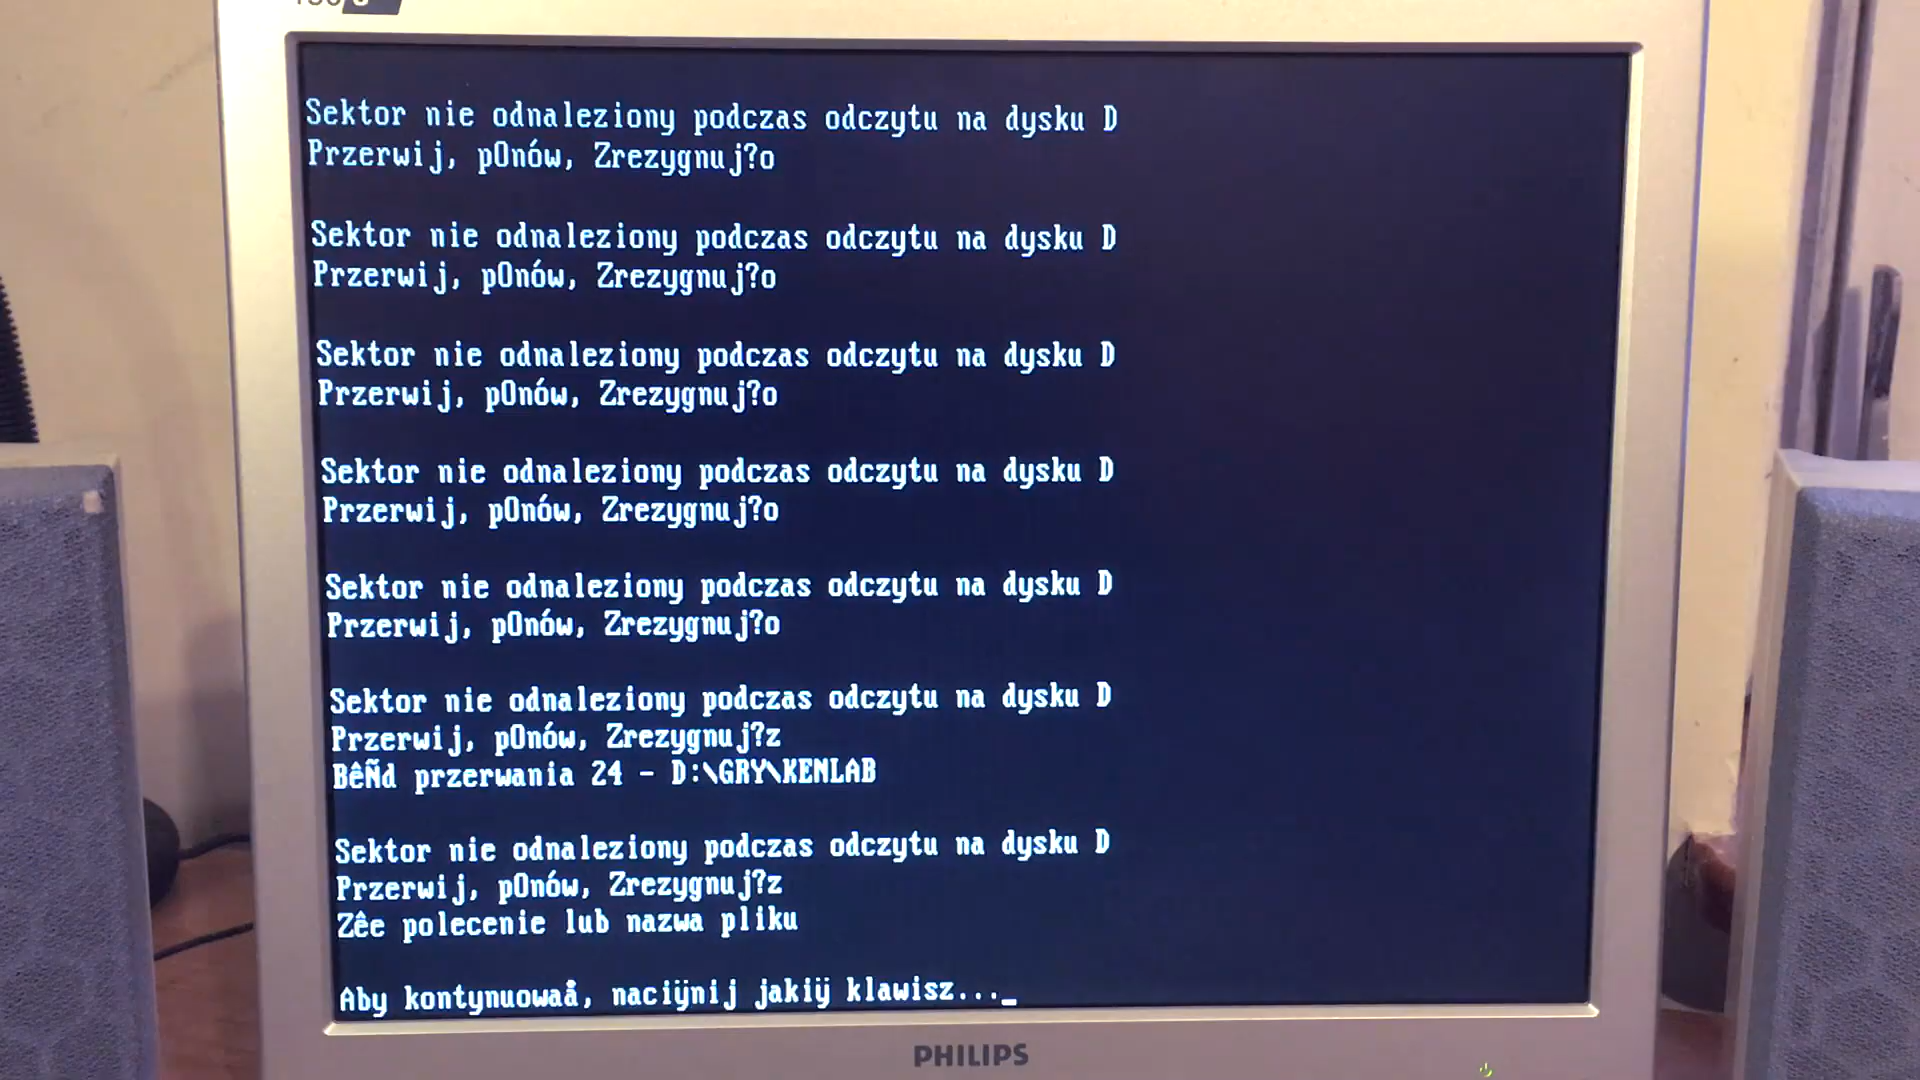 Sektor nie odnaleziony podczas odczytu na dysku D
Przerwij, pOnów, Zrezygnuj?o
Sektor nie odnaleziony podczas odczytu na dysku D
Przerwij, pOnów, Zrezygnuj?o
Sektor nie odnaleziony podczas odczytu na dysku D
Przerwij, pOnów, Zrezygnuj?o
Sektor nie odnaleziony podczas odczytu na dysku D
Przerwij, pOnów, Zrezygnuj?o
Sektor nie odnaleziony podczas odczytu na dysku D
Przerwij, pOnów, Zrezygnuj?o
Sektor nie odnaleziony podczas odczytu na dysku D
Przerwij, pOnów, Zrezygnuj?z
BêÑd przerwania 24 - D:\GRY\KENLAB
Sektor nie odnaleziony podczas odczytu na dysku D
Przerwij, pOnów, Zrezygnuj?z
Zêe polecenie lub nazwa pliku
Aby kontynuowaå, naciÿnij jakiÿ klawisz..._
PHILIPS